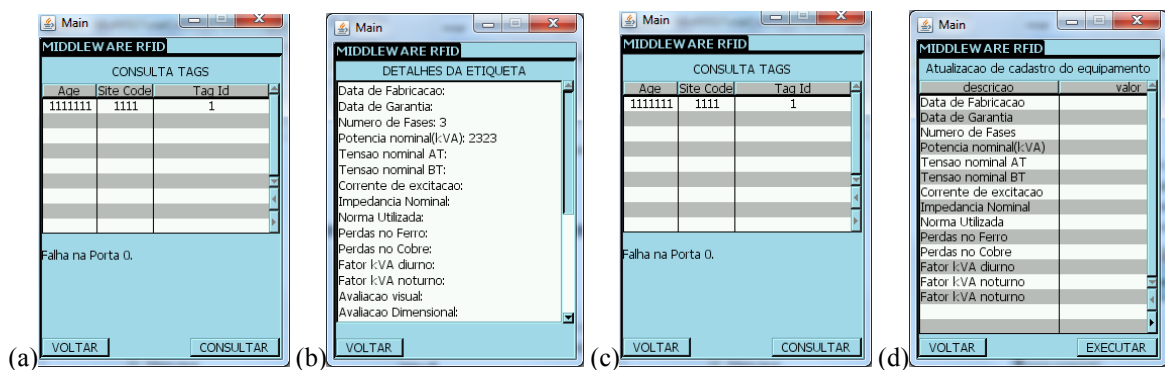 Main
MIDDLEWARE RFID
CONSULTA TAGS
Age Site Code Tag Id
1111111 1111 1
Falha na Porta 0.
VOLTAR CONSULTAR
(a)
Main
MIDDLEWARE RFID
DETALHES DA ETIQUETA
Data de Fabricacao:
Data de Garantia:
Numero de Fases: 3
Potencia nominal(kVA): 2323
Tensao nominal AT:
Tensao nominal BT:
Corrente de excitacao:
Impedancia Nominal:
Norma Utilizada:
Perdas no Ferro:
Perdas no Cobre:
Fator kVA diurno:
Fator kVA noturno:
Avaliacao visual:
Avaliacao Dimensional:
VOLTAR
(b)
Main
MIDDLEWARE RFID
CONSULTA TAGS
Age Site Code Tag Id
1111111 1111 1
Falha na Porta 0.
VOLTAR CONSULTAR
(c)
Main
MIDDLEWARE RFID
Atualizacao de cadastro do equipamento
descricao valor
Data de Fabricacao
Data de Garantia
Numero de Fases
Potencia nominal(kVA)
Tensao nominal AT
Tensao nominal BT
Corrente de excitacao
Impedancia Nominal
Norma Utilizada
Perdas no Ferro
Perdas no Cobre
Fator kVA diurno
Fator kVA noturno
Fator kVA noturno
VOLTAR EXECUTAR
(d)